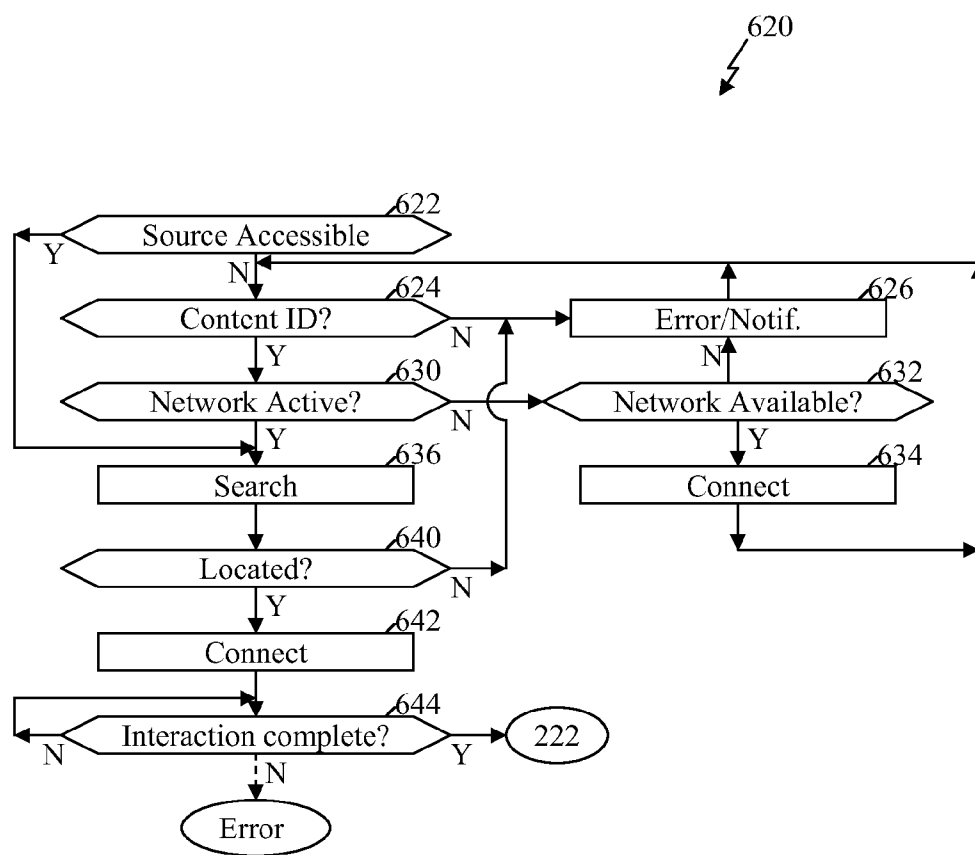 620
622
Source Accessible
Y
N
624
626
Content ID?
N
Error/Notif.
Y
N
630
632
Network Active?
N
Network Available?
Y
Y
636
634
Search
Connect
640
Located?
N
Y
642
Connect
644
Interaction complete?
222
N
Y
N
Error